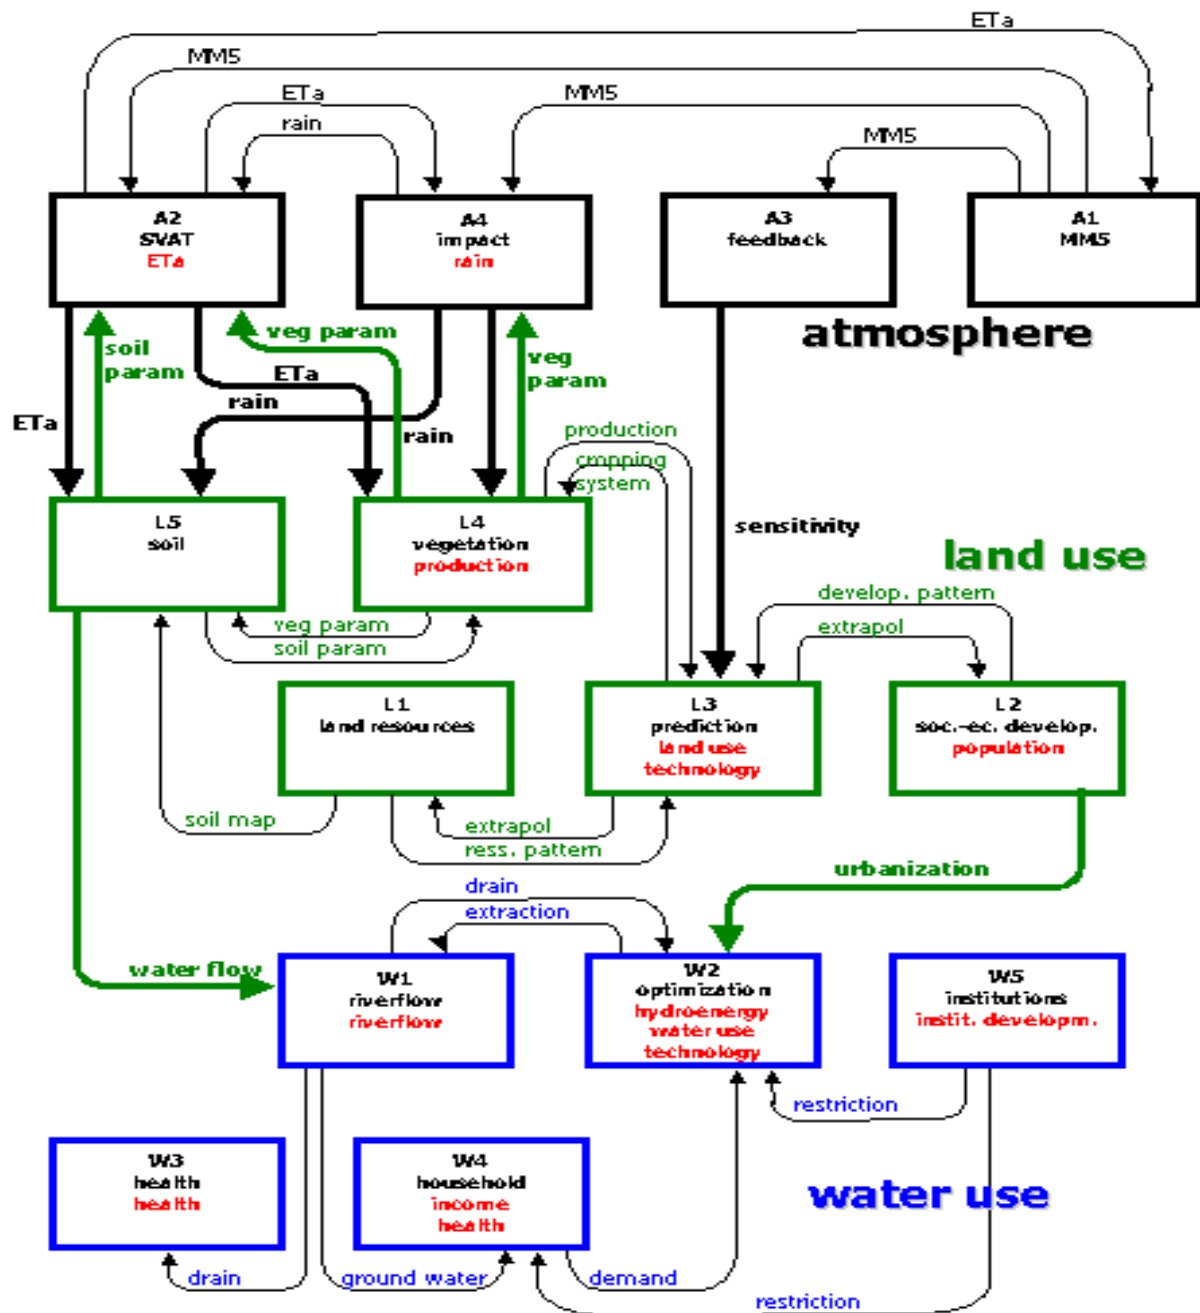 ETa
MM5
ETa
MM5
rain
MM5
A2
SVAT
ETa
A4
impact
rain
A3
feedback
A1
MM5
atmosphere
soil
param
veg param
ETa
veg
param
rain
ETa
rain
production
cropping
system
sensitivity
L5
soil
L4
vegetation
production
land use
develop. pattern
extrapol
veg param
soil param
L1
land resources
L3
prediction
land use
technology
L2
soc.-ec. develop.
population
soil map
extrapol
ress. pattern
urbanization
drain
extraction
water flow
W1
riverflow
riverflow
W2
optimization
hydroenergy
water use
technology
W5
institutions
instit. developm.
restriction
W3
health
health
W4
household
income
health
water use
drain
ground water
demand
restriction